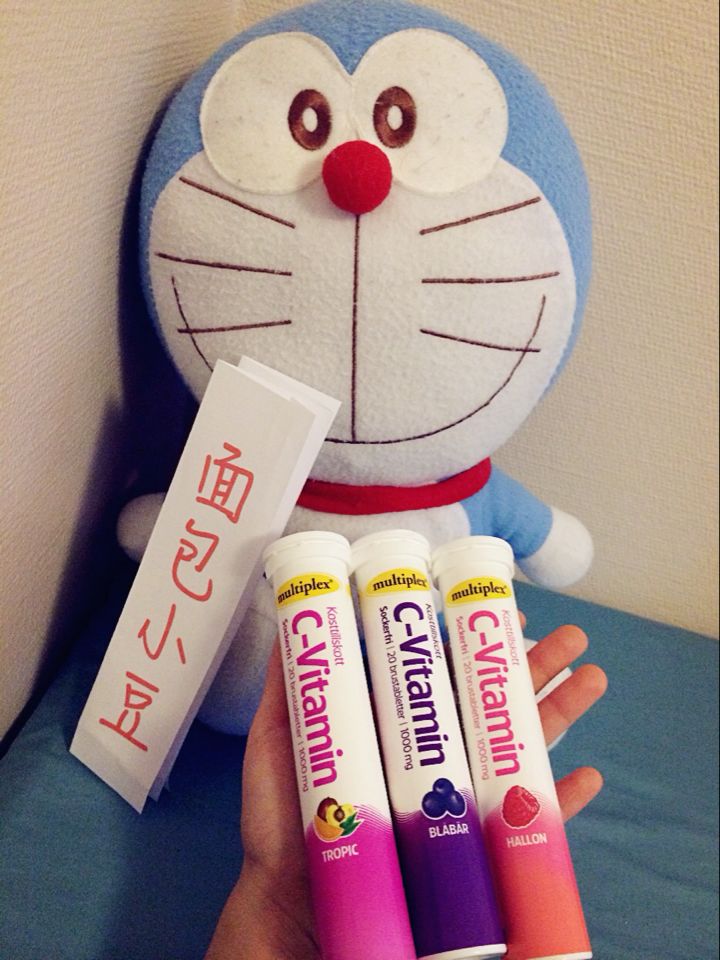 面包小豆
multiplex®
Kosttillskott
C-Vitamin
Sockerfri | 20 brustabletter | 1000 mg
TROPIC
multiplex®
Kosttillskott
C-Vitamin
Sockerfri | 20 brustabletter | 1000 mg
BLÅBÄR
multiplex®
Kosttillskott
C-Vitamin
Sockerfri | 20 brustabletter | 1000 mg
HALLON